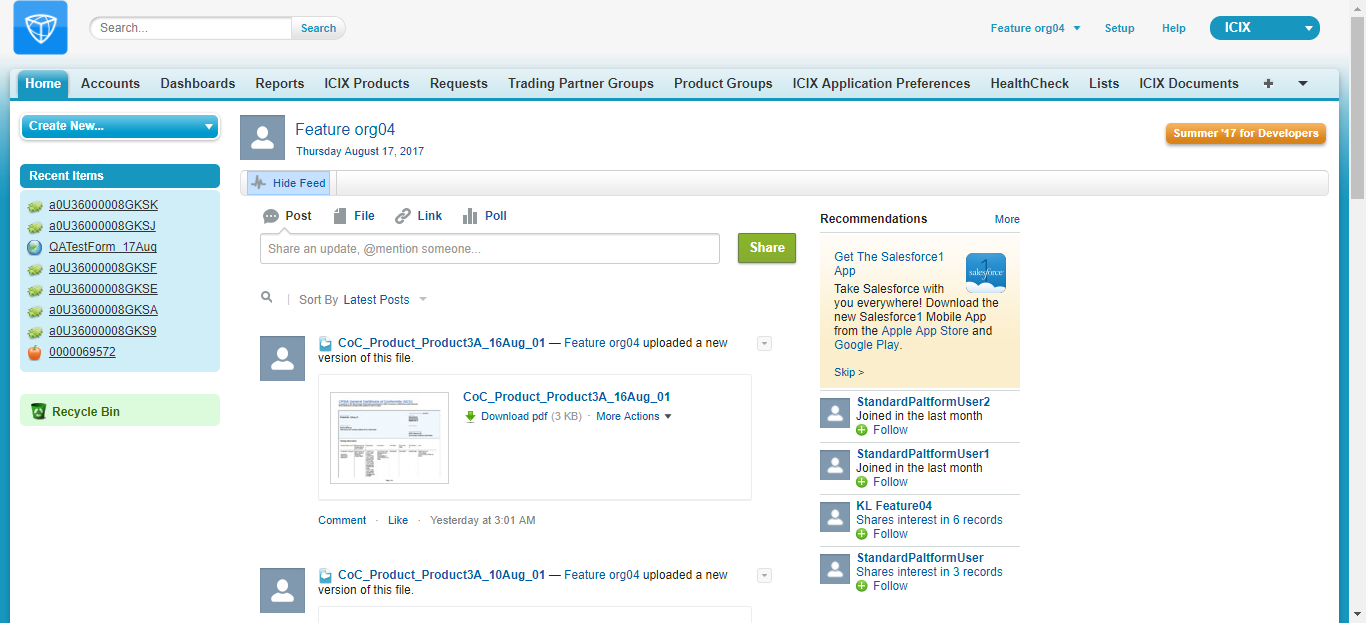 Search...
Search
Feature org04
Setup
Help
ICIX
Home
Accounts
Dashboards
Reports
ICIX Products
Requests
Trading Partner Groups
Product Groups
ICIX Application Preferences
HealthCheck
Lists
ICIX Documents
Create New...
Recent Items
a0U36000008GKSK
a0U36000008GKSJ
QATestForm_17Aug
a0U36000008GKSF
a0U36000008GKSE
a0U36000008GKSA
a0U36000008GKS9
0000069572
Recycle Bin
Feature org04
Thursday August 17, 2017
Summer '17 for Developers
Hide Feed
Post
File
Link
Poll
Share an update, @mention someone...
Share
Sort By Latest Posts
CoC_Product_Product3A_16Aug_01 — Feature org04 uploaded a new
version of this file.
CoC_Product_Product3A_16Aug_01
Download pdf (3 KB) · More Actions
Comment · Like · Yesterday at 3:01 AM
CoC_Product_Product3A_10Aug_01 — Feature org04 uploaded a new
version of this file.
Recommendations
More
Get The Salesforce1
App
salesforce
Take Salesforce with
you everywhere! Download the
new Salesforce1 Mobile App
from the Apple App Store and
Google Play.
Skip >
StandardPaltformUser2
Joined in the last month
Follow
StandardPaltformUser1
Joined in the last month
Follow
KL Feature04
Shares interest in 6 records
Follow
StandardPaltformUser
Shares interest in 3 records
Follow